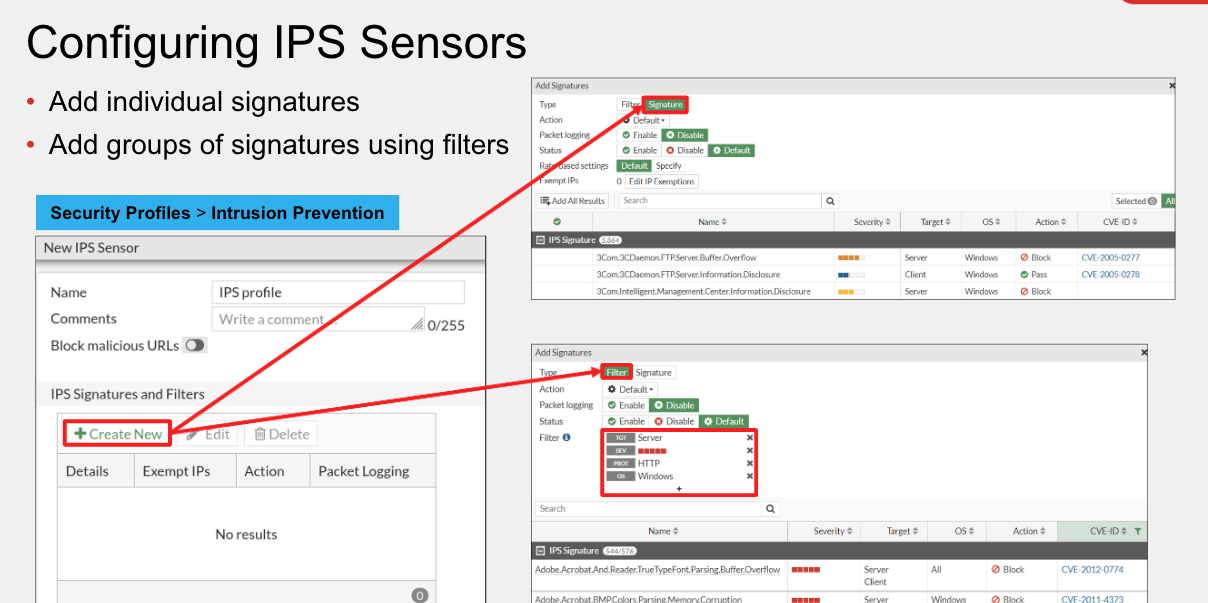 Configuring IPS Sensors
• Add individual signatures
• Add groups of signatures using filters
Security Profiles > Intrusion Prevention
New IPS Sensor
Name IPS profile
Comments Write a comment... 0/255
Block malicious URLs
IPS Signatures and Filters
Create New Edit Delete
Details Exempt IPs Action Packet Logging
No results
0
Add Signatures
Type Filter Signature
Action Default
Packet logging Enable Disable
Status Enable Disable Default
Rate-based settings Default Specify
Exempt IPs 0 Edit IP Exemptions
Add All Results Search Selected 0 All
Name Severity Target OS Action CVE-ID
IPS Signature 5,864
3Com.3CDaemon.FTP.Server.Buffer.Overflow Server Windows Block CVE-2005-0277
3Com.3CDaemon.FTP.Server.Information.Disclosure Client Windows Pass CVE-2005-0278
3Com.Intelligent.Management.Center.Information.Disclosure Server Windows Block
Add Signatures
Type Filter Signature
Action Default
Packet logging Enable Disable
Status Enable Disable Default
Filter TGT Server
SEV
PROT HTTP
OS Windows
Search
Name Severity Target OS Action CVE-ID
IPS Signature 544/576
Adobe.Acrobat.And.Reader.TrueTypeFont.Parsing.Buffer.Overflow Server All Block CVE-2012-0774
Client
Adobe.Acrobat.BMP.Colors.Parsing.Memory.Corruption Server Windows Block CVE-2011-4373